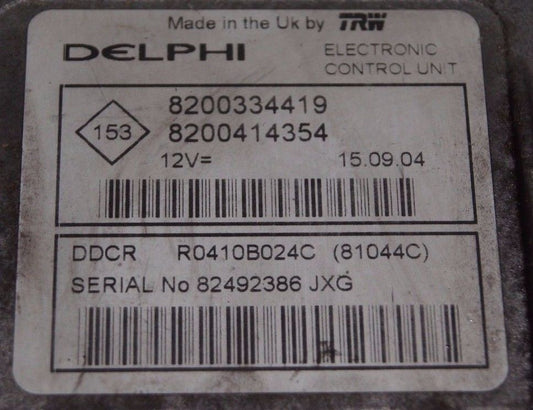 Made in the Uk by TRW
DELPHI
ELECTRONIC
CONTROL UNIT
153
8200334419
8200414354
12V= 15.09.04
DDCR R0410B024C (81044C)
SERIAL No 82492386 JXG